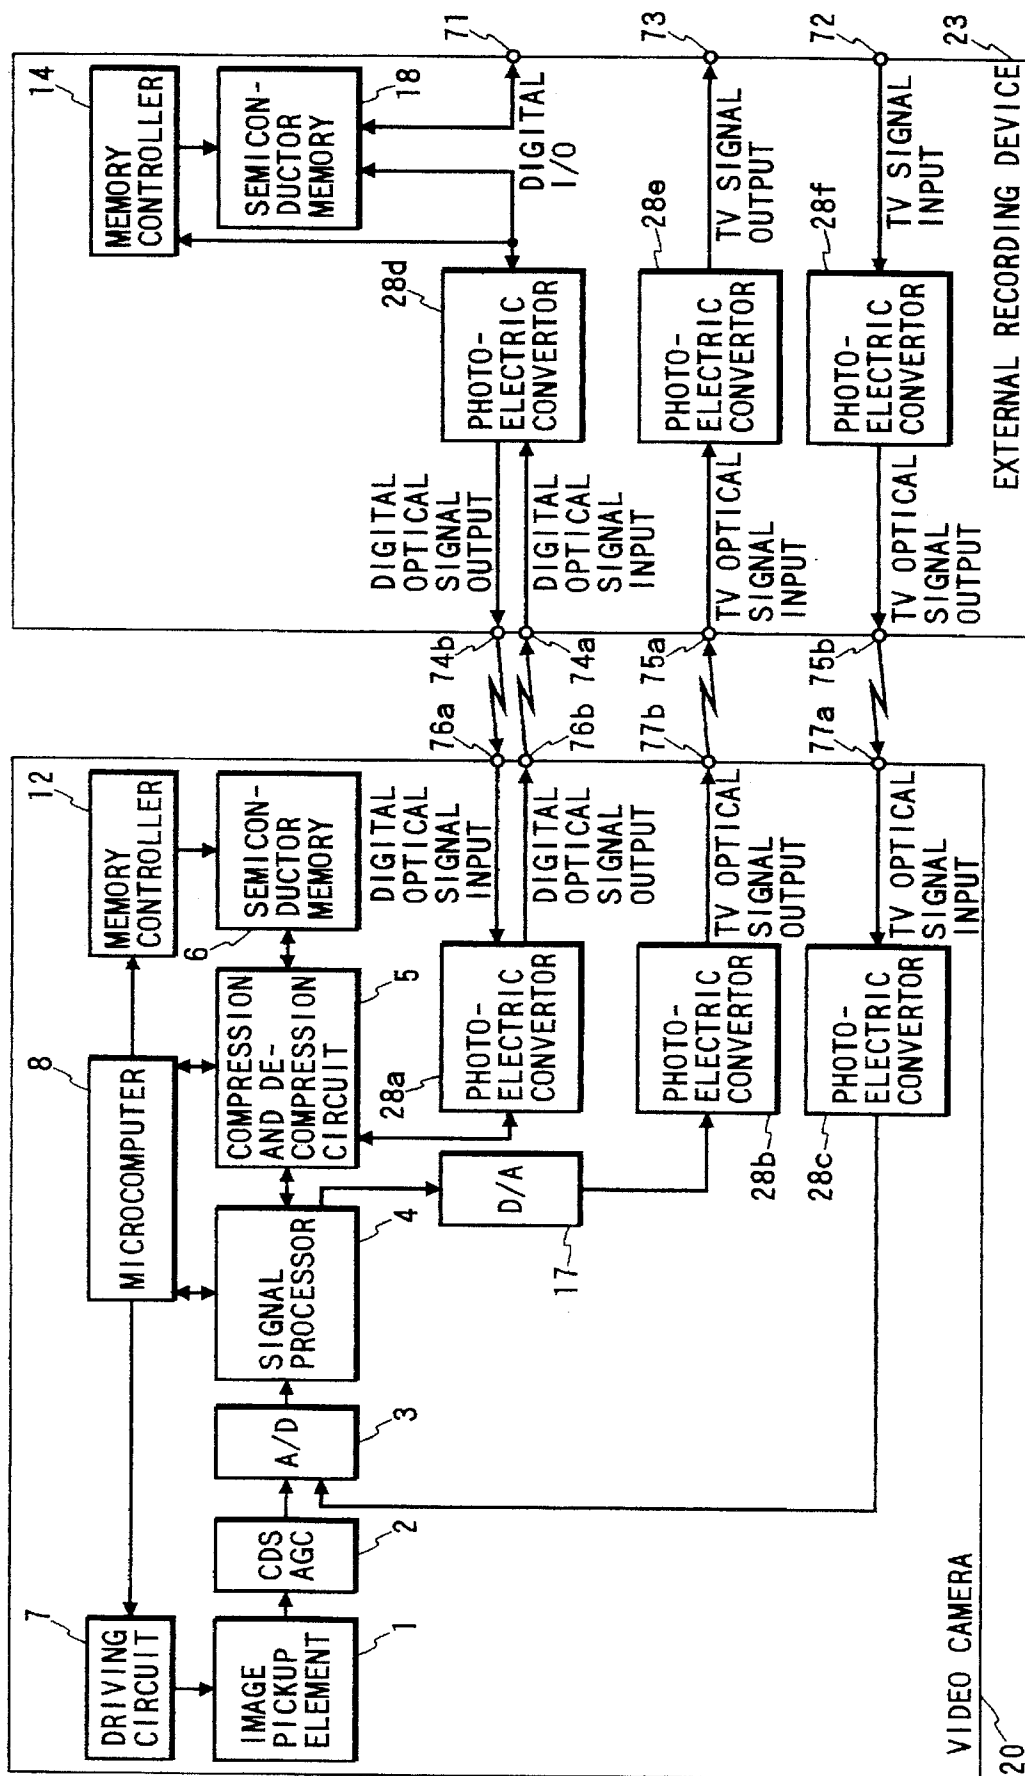 7
DRIVING
CIRCUIT
IMAGE
PICKUP
ELEMENT
1
CDS
AGC
2
A/D
3
8
MICROCOMPUTER
SIGNAL
PROCESSOR
4
COMPRESSION
AND DE-
COMPRESSION
CIRCUIT
5
12
MEMORY
CONTROLLER
6
SEMICON-
DUCTOR
MEMORY
D/A
17
28a
PHOTO-
ELECTRIC
CONVERTOR
DIGITAL
OPTICAL
SIGNAL
INPUT
DIGITAL
OPTICAL
SIGNAL
OUTPUT
PHOTO-
ELECTRIC
CONVERTOR
28b
TV OPTICAL
SIGNAL
OUTPUT
28c
PHOTO-
ELECTRIC
CONVERTOR
TV OPTICAL
SIGNAL
INPUT
VIDEO CAMERA
20
76a
76b
77b
77a
74b
74a
75a
75b
14
MEMORY
CONTROLLER
SEMICON-
DUCTOR
MEMORY
18
DIGITAL
OPTICAL
SIGNAL
OUTPUT
DIGITAL
OPTICAL
SIGNAL
INPUT
28d
PHOTO-
ELECTRIC
CONVERTOR
DIGITAL
I/O
71
TV OPTICAL
SIGNAL
INPUT
PHOTO-
ELECTRIC
CONVERTOR
28e
TV SIGNAL
OUTPUT
73
TV OPTICAL
SIGNAL
OUTPUT
PHOTO-
ELECTRIC
CONVERTOR
28f
TV SIGNAL
INPUT
72
EXTERNAL RECORDING DEVICE
23